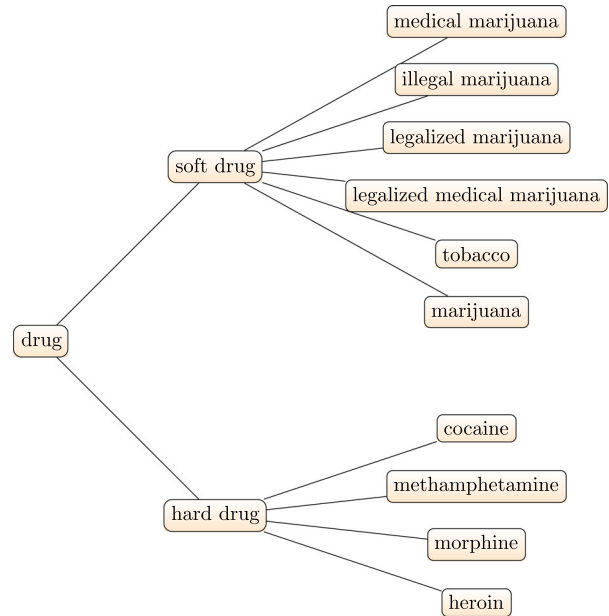 medical marijuana
illegal marijuana
legalized marijuana
soft drug
legalized medical marijuana
tobacco
marijuana
drug
cocaine
methamphetamine
hard drug
morphine
heroin